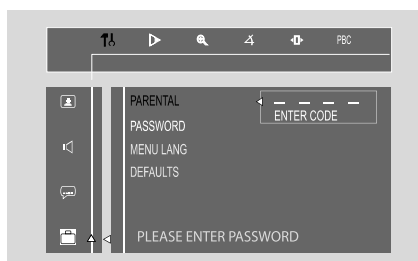 PBC
PARENTAL
ENTER CODE
PASSWORD
MENU LANG
DEFAULTS
PLEASE ENTER PASSWORD